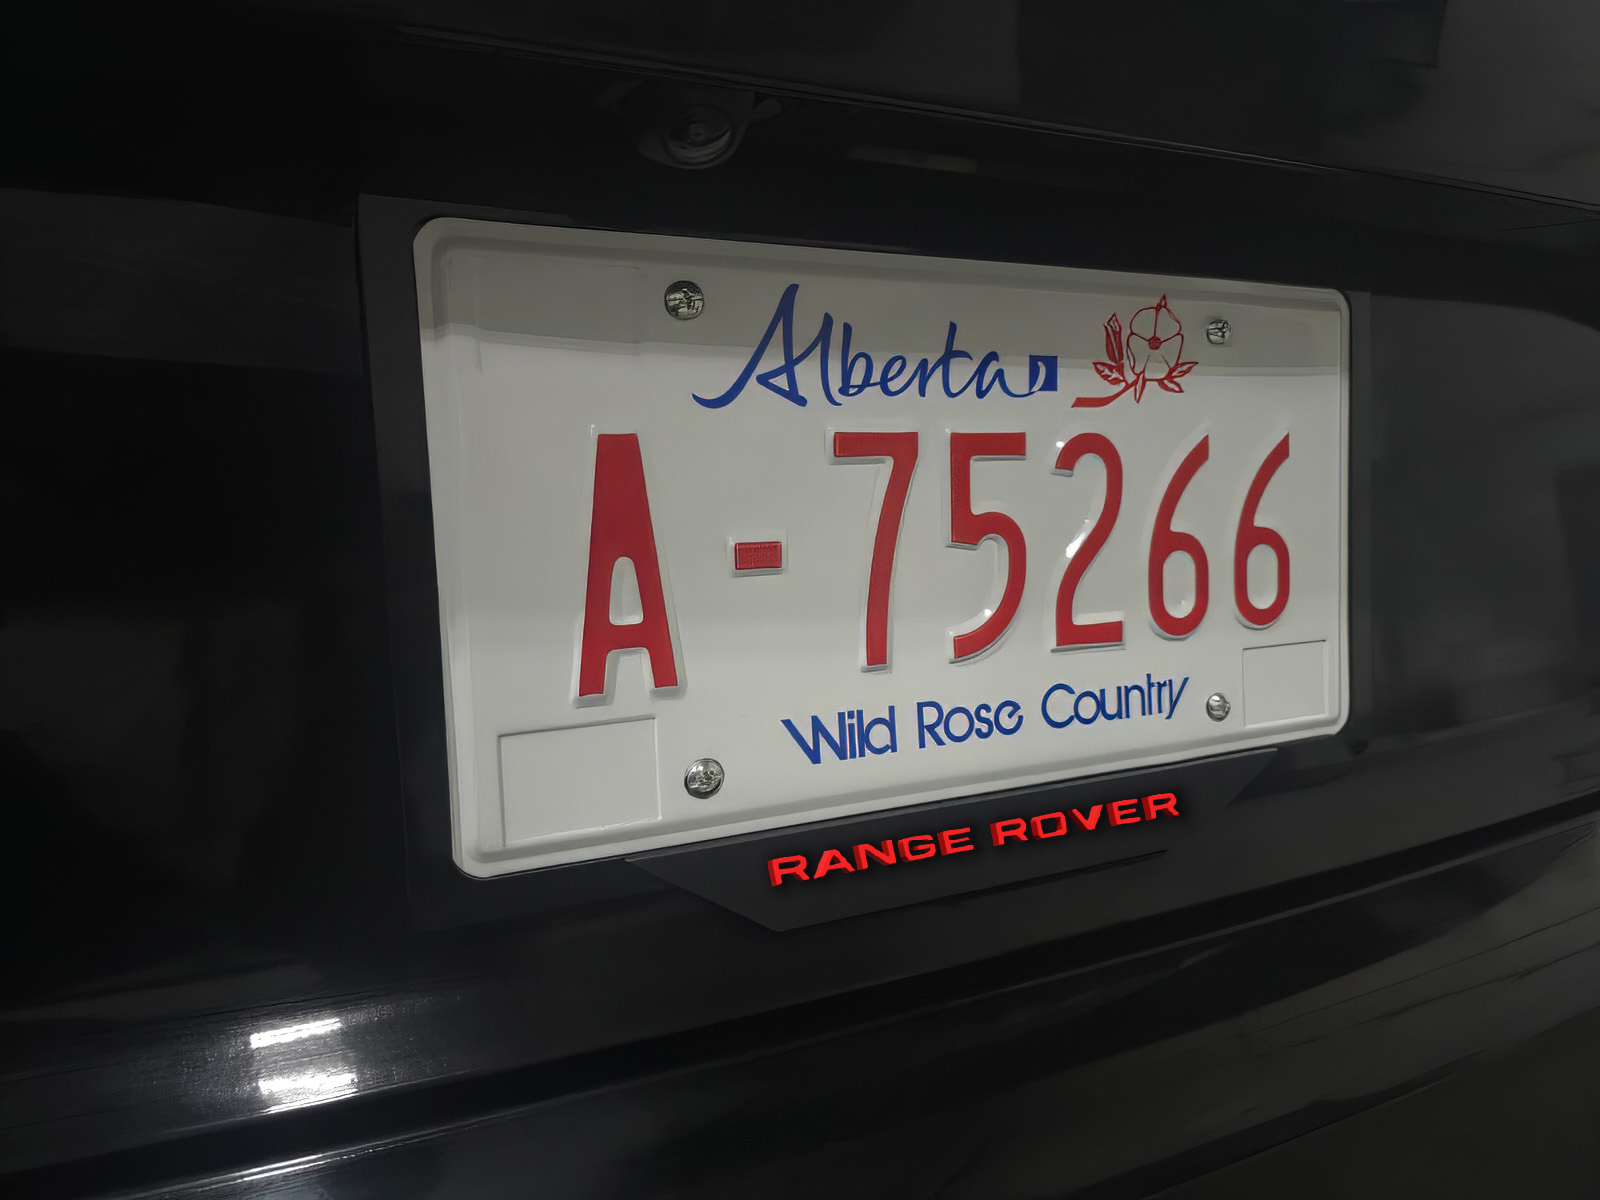 Alberta
A-75266
Wild Rose Country
RANGE ROVER